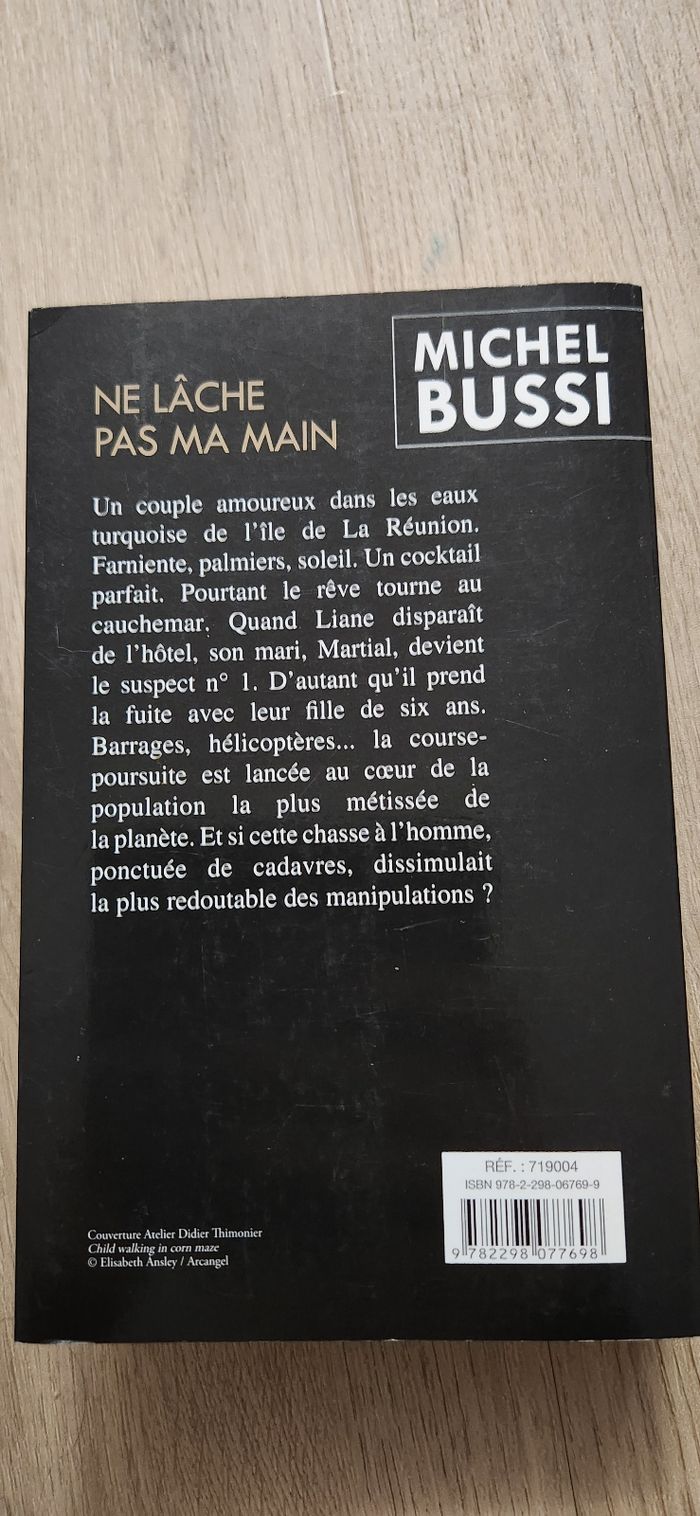 MICHEL
BUSSI
NE LÂCHE
PAS MA MAIN
Un couple amoureux dans les eaux
turquoise de l'île de La Réunion.
Farniente, palmiers, soleil. Un cocktail
parfait. Pourtant le rêve tourne au
cauchemar. Quand Liane disparaît
de l'hôtel, son mari, Martial, devient
le suspect n° 1. D'autant qu'il prend
la fuite avec leur fille de six ans.
Barrages, hélicoptères... la course-
poursuite est lancée au cœur de la
population la plus métissée de
la planète. Et si cette chasse à l'homme,
ponctuée de cadavres, dissimulait
la plus redoutable des manipulations ?
RÉF. : 719004
ISBN 978-2-298-06769-9
9 782298 077698
Couverture Atelier Didier Thimonier
Child walking in corn maze
© Elisabeth Ansley / Arcangel